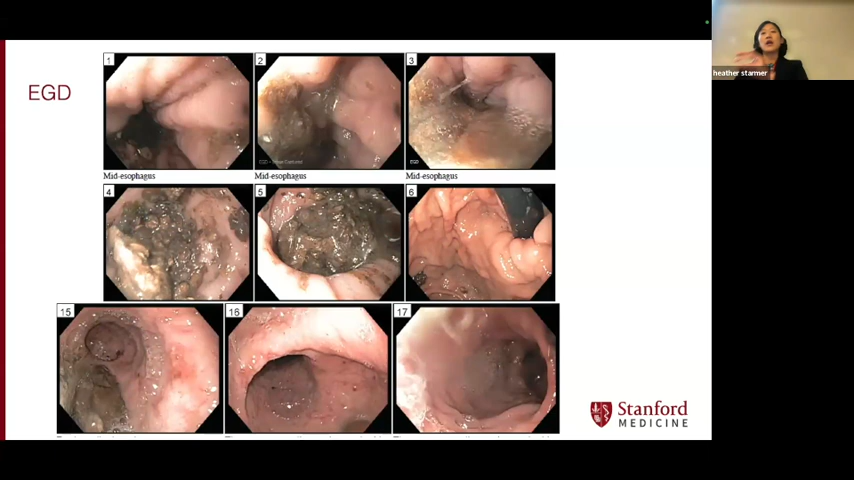 heather starmer
EGD
1
2
3
EGD
Mid-esophagus
Mid-esophagus
Mid-esophagus
4
5
6
15
16
17
Stanford
MEDICINE